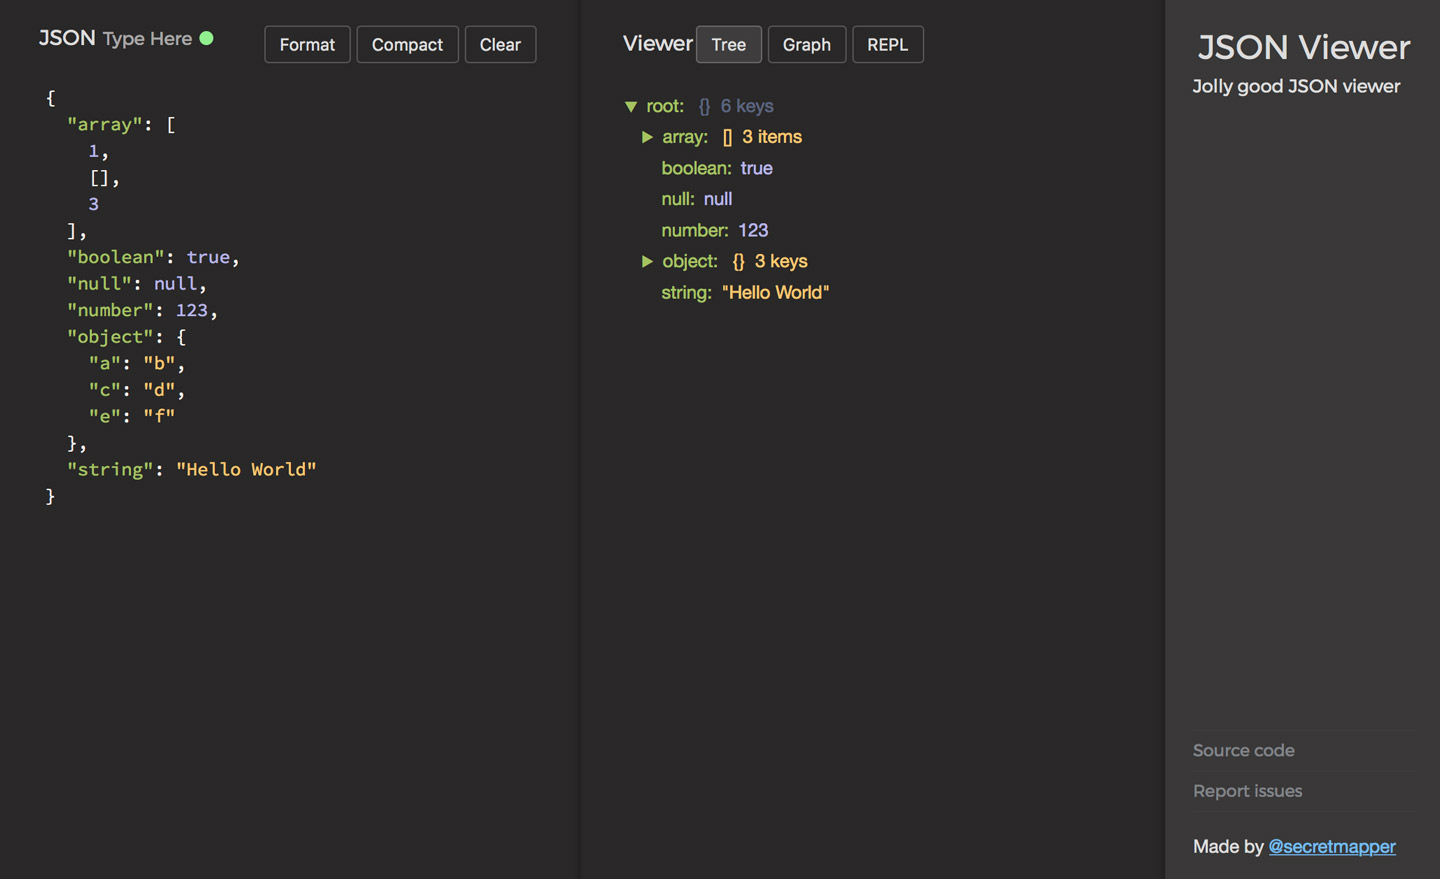 JSON Type Here
Format Compact Clear
{
  "array": [
    1,
    [],
    3
  ],
  "boolean": true,
  "null": null,
  "number": 123,
  "object": {
    "a": "b",
    "c": "d",
    "e": "f"
  },
  "string": "Hello World"
}
Viewer Tree Graph REPL
root: {} 6 keys
array: [] 3 items
boolean: true
null: null
number: 123
object: {} 3 keys
string: "Hello World"
JSON Viewer
Jolly good JSON viewer
Source code
Report issues
Made by @secretmapper